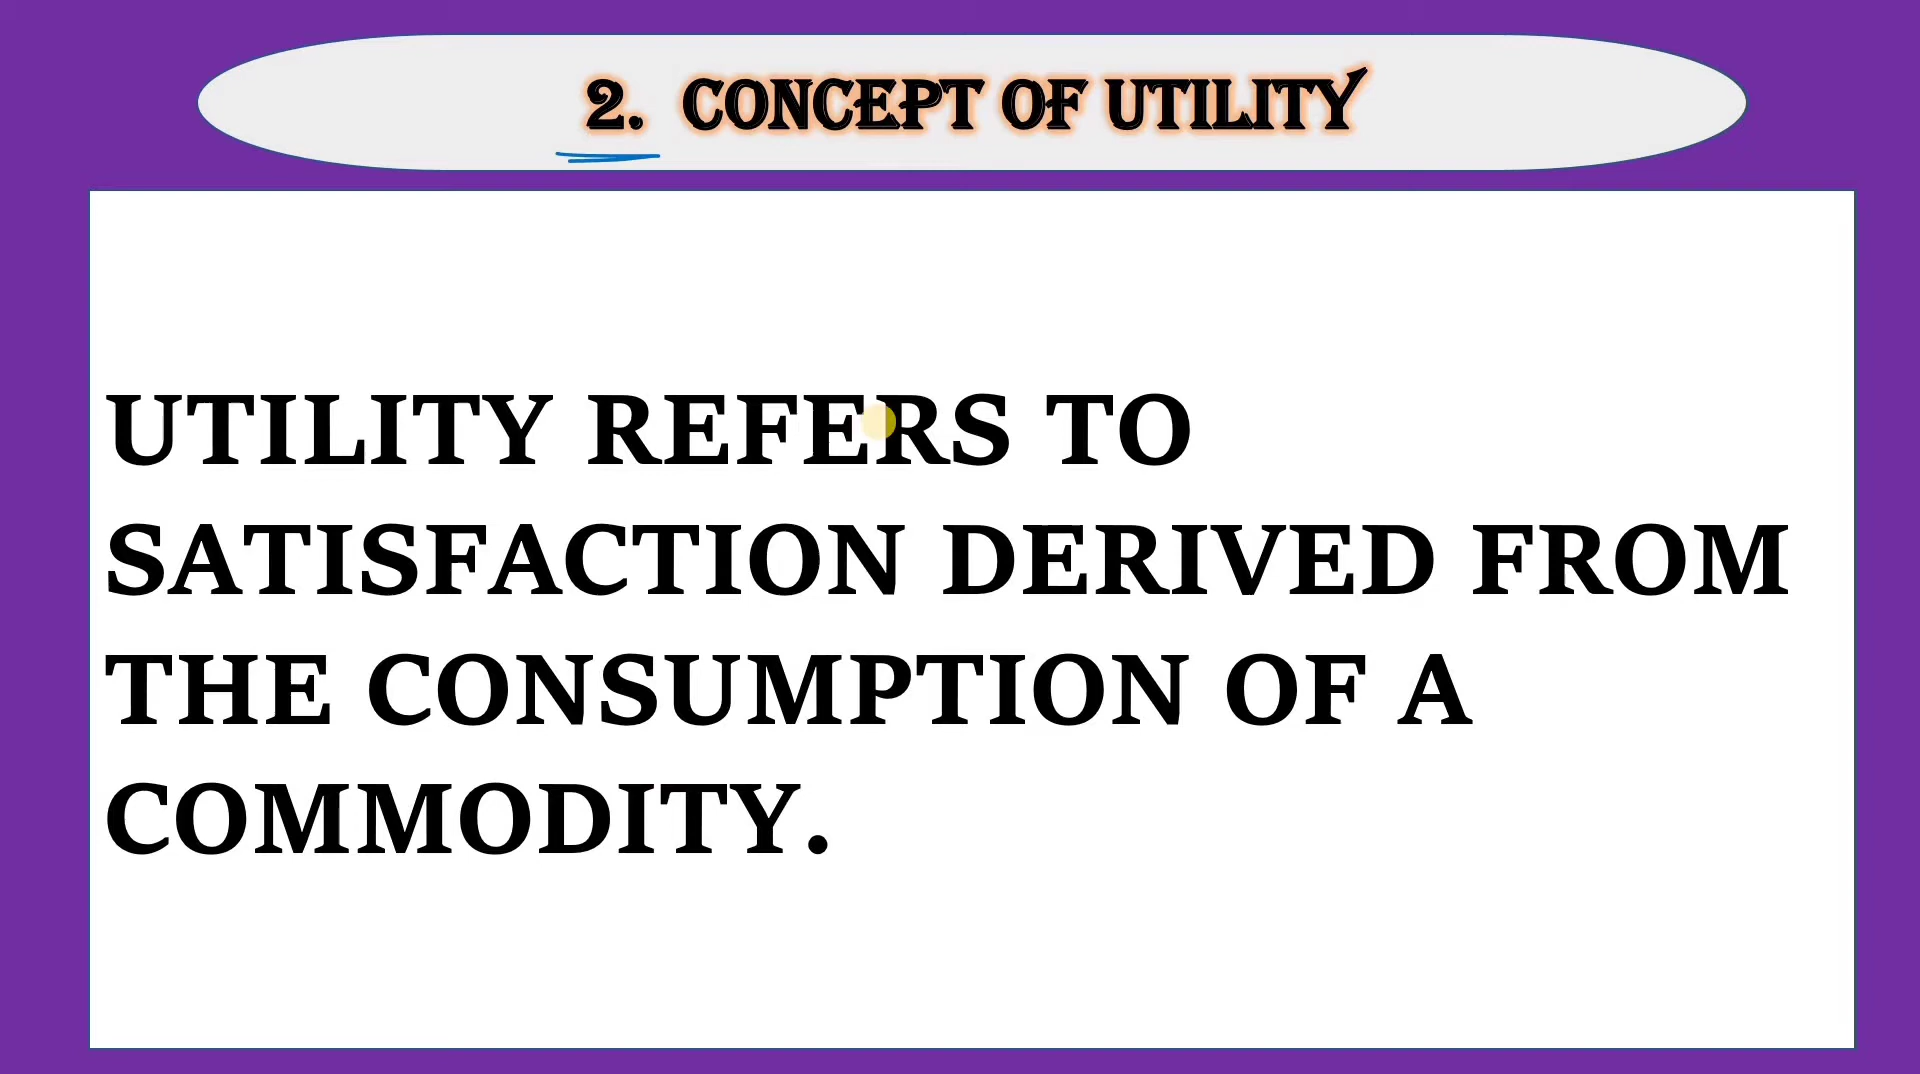 2. CONCEPT OF UTILITY
UTILITY REFERS TO
SATISFACTION DERIVED FROM
THE CONSUMPTION OF A
COMMODITY.